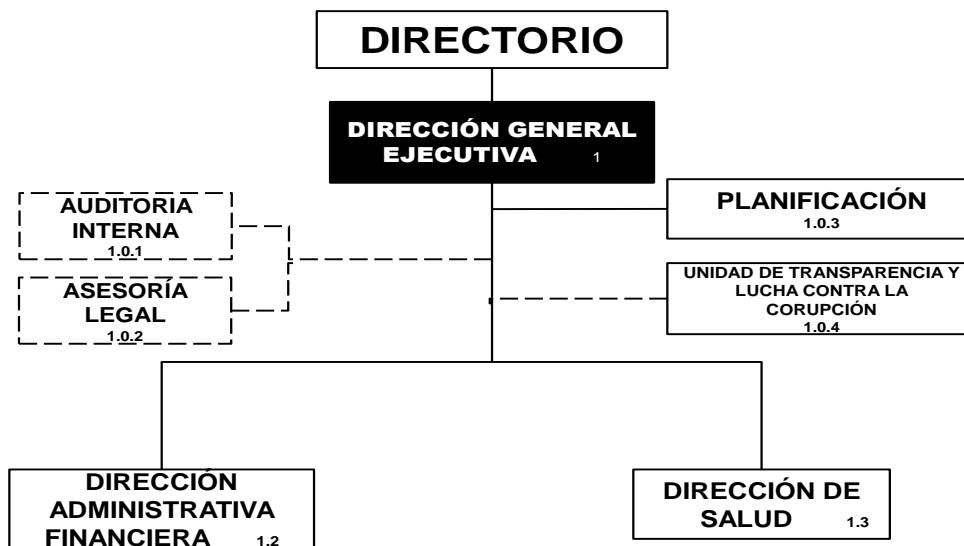 DIRECTORIO
DIRECCIÓN GENERAL
EJECUTIVA 1
AUDITORIA
INTERNA
1.0.1
PLANIFICACIÓN
1.0.3
ASESORÍA
LEGAL
1.0.2
UNIDAD DE TRANSPARENCIA Y
LUCHA CONTRA LA
CORUPCIÓN
1.0.4
DIRECCIÓN
ADMINISTRATIVA
FINANCIERA 1.2
DIRECCIÓN DE
SALUD 1.3